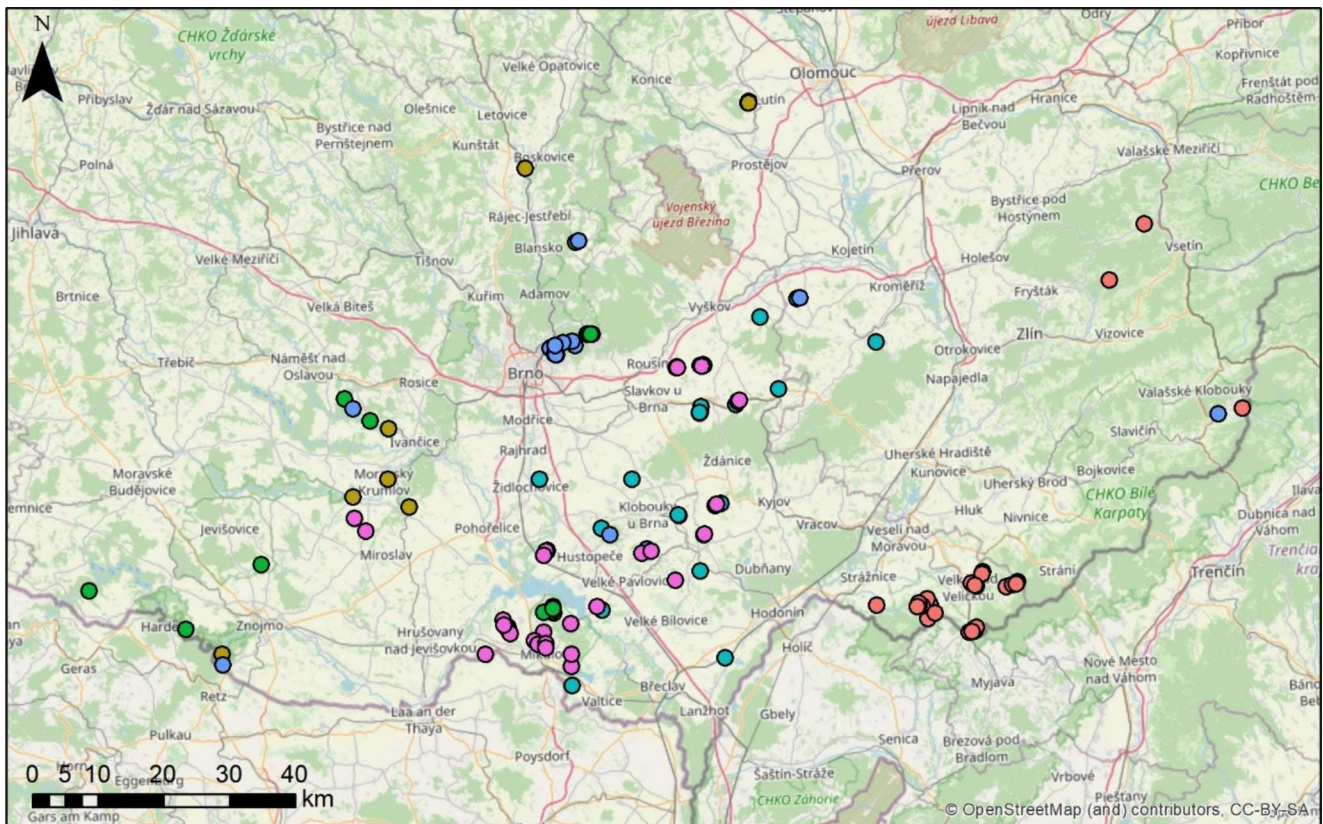 N
CHKO Žďárské
vrchy
Velké Opatovice
Konice
Olomouc
újezd Libavá
Odry
Příbor
Kopřivnice
Přibyslav
Žďár nad Sázavou
Olešnice
Letovice
Lipník nad
Bečvou
Hranice
Frenštát pod
Radhoštěm
Bystřice nad
Pernštejnem
Kunštát
Boskovice
Prostějov
Přerov
Valašské Meziříčí
Polná
CHKO Be
Jihlava
Rájec-Jestřebí
Vojenský
újezd Březina
Bystřice pod
Hostýnem
Velké Meziříčí
Tišnov
Blansko
Kojetín
Holešov
Vsetín
Brtnice
Velká Bíteš
Kuřim
Adamov
Vyškov
Kroměříž
Fryšták
Zlín
Vizovice
Třebíč
Náměšť nad
Oslavou
Rosice
Brno
Slavkov u
Brna
Otrokovice
Napajedla
Valašské Klobouky
Modřice
Ivančice
Rajhrad
Ždánice
Uherské Hradiště
Kunovice
Slavičín
Moravské
Budějovice
Krumlov
Židlochovice
Uherský Brod
Bojkovice
CHKO Bílé
Karpaty
Ilava
Jevišovice
Pohořelice
Klobouky
u Brna
Kyjov
Vracov
Hluk
Nivnice
Veselí nad
Moravou
Dubnica nad
Váhom
Miroslav
Hustopeče
Dubňany
Strážnice
Veličkou
Strání
Trenčín
Znojmo
Hrušovany
nad Jevišovkou
Velké Bílovice
Hodonín
Holíč
Geras
Retz
Valtice
Břeclav
Myjava
Nové Mesto
nad Váhom
Laa an der
Thaya
Lanžhot
Gbely
Pulkau
Poysdorf
Senica
Brezová pod
Bradlom
Horn
Eggenburg
Šaštín-Stráže
Vrbové
CHKO Záhorie
Piešťany
0 5 10 20 30 40
km
Gars am Kamp
© OpenStreetMap (and) contributors, CC-BY-SA